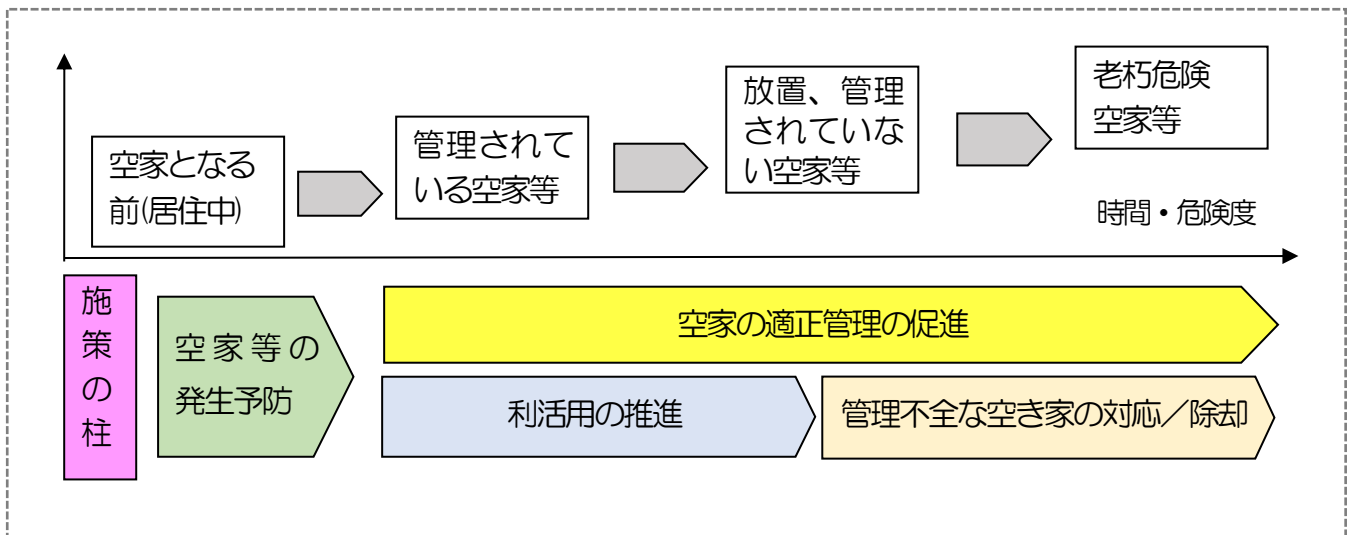 空家となる
前(居住中)
管理されて
いる空家等
放置、管理
されていな
い空家等
老朽危険
空家等
時間・危険度
施策の柱
空家等の
発生予防
空家の適正管理の促進
利活用の推進
管理不全な空き家の対応／除却